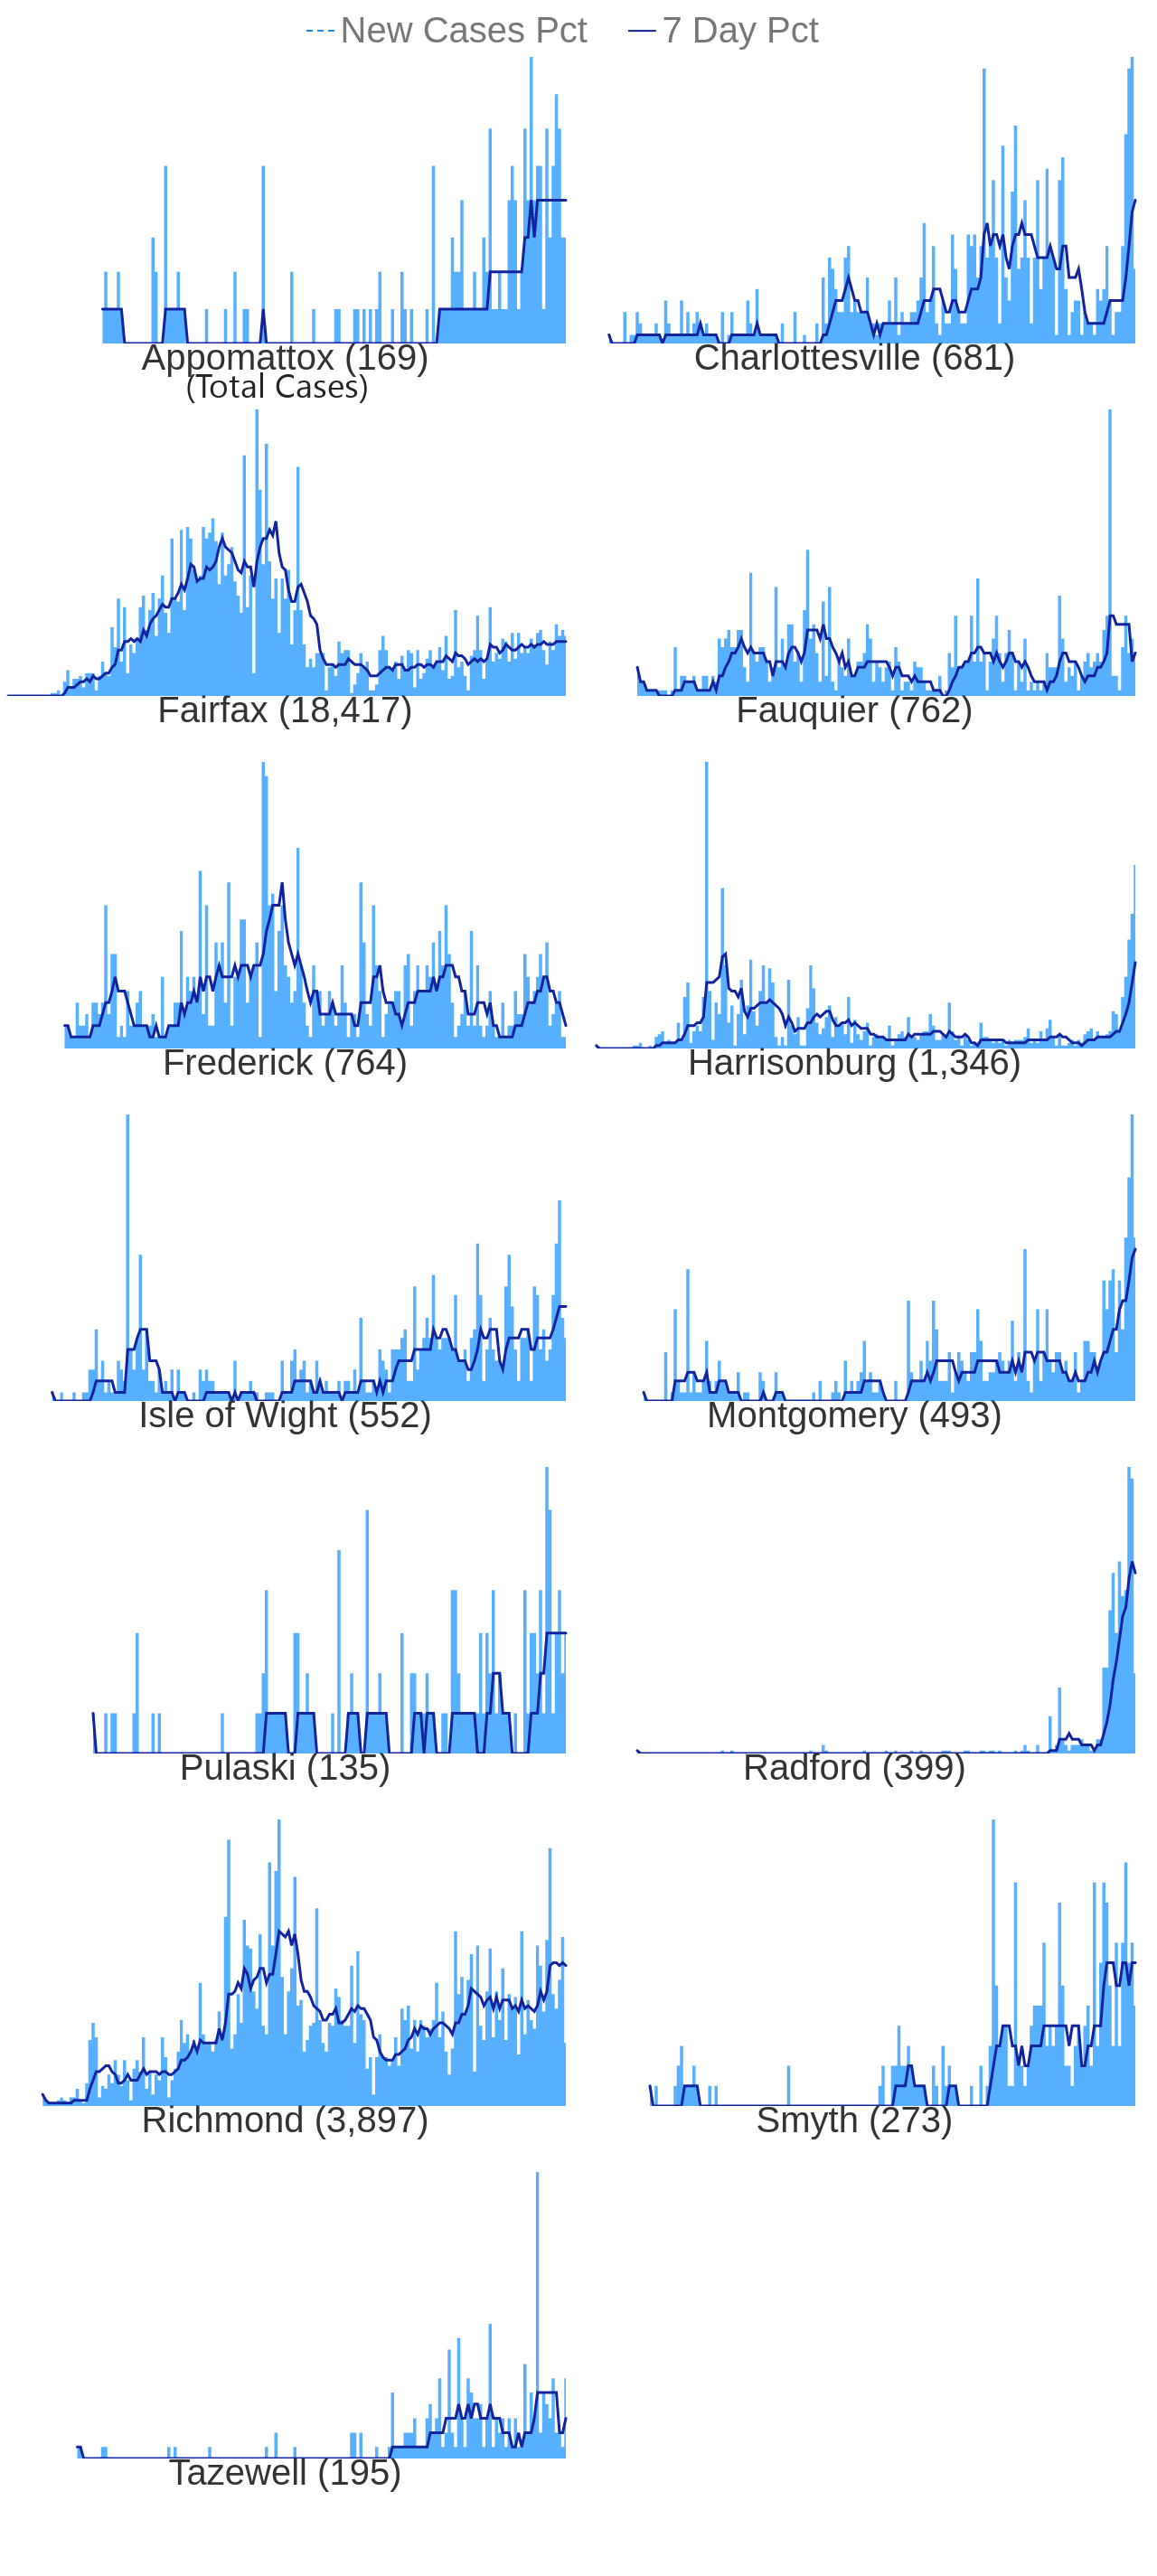 New Cases Pct 7 Day Pct
Appomattox (169) Charlottesville (681)
(Total Cases)
Fairfax (18,417) Fauquier (762)
Frederick (764) Harrisonburg (1,346)
Isle of Wight (552) Montgomery (493)
Pulaski (135) Radford (399)
Richmond (3,897) Smyth (273)
Tazewell (195)